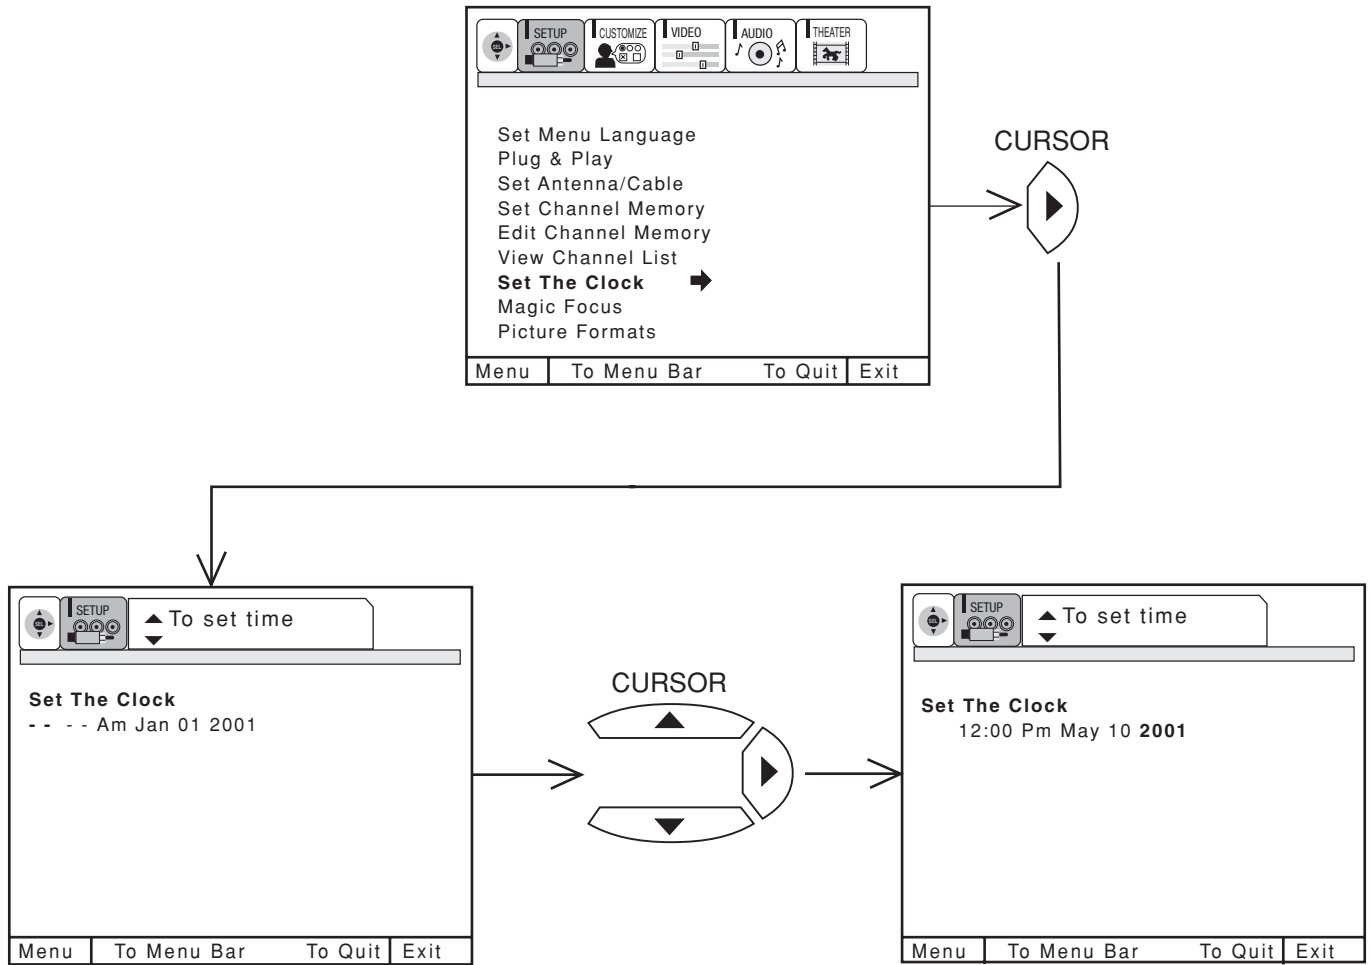 SEL SETUP CUSTOMIZE VIDEO AUDIO THEATER
Set Menu Language
Plug & Play
Set Antenna/Cable
Set Channel Memory
Edit Channel Memory
View Channel List
Set The Clock
Magic Focus
Picture Formats
Menu To Menu Bar To Quit Exit
CURSOR
SEL SETUP To set time
Set The Clock
- - - - Am Jan 01 2001
Menu To Menu Bar To Quit Exit
CURSOR
SEL SETUP To set time
Set The Clock
12:00 Pm May 10 2001
Menu To Menu Bar To Quit Exit